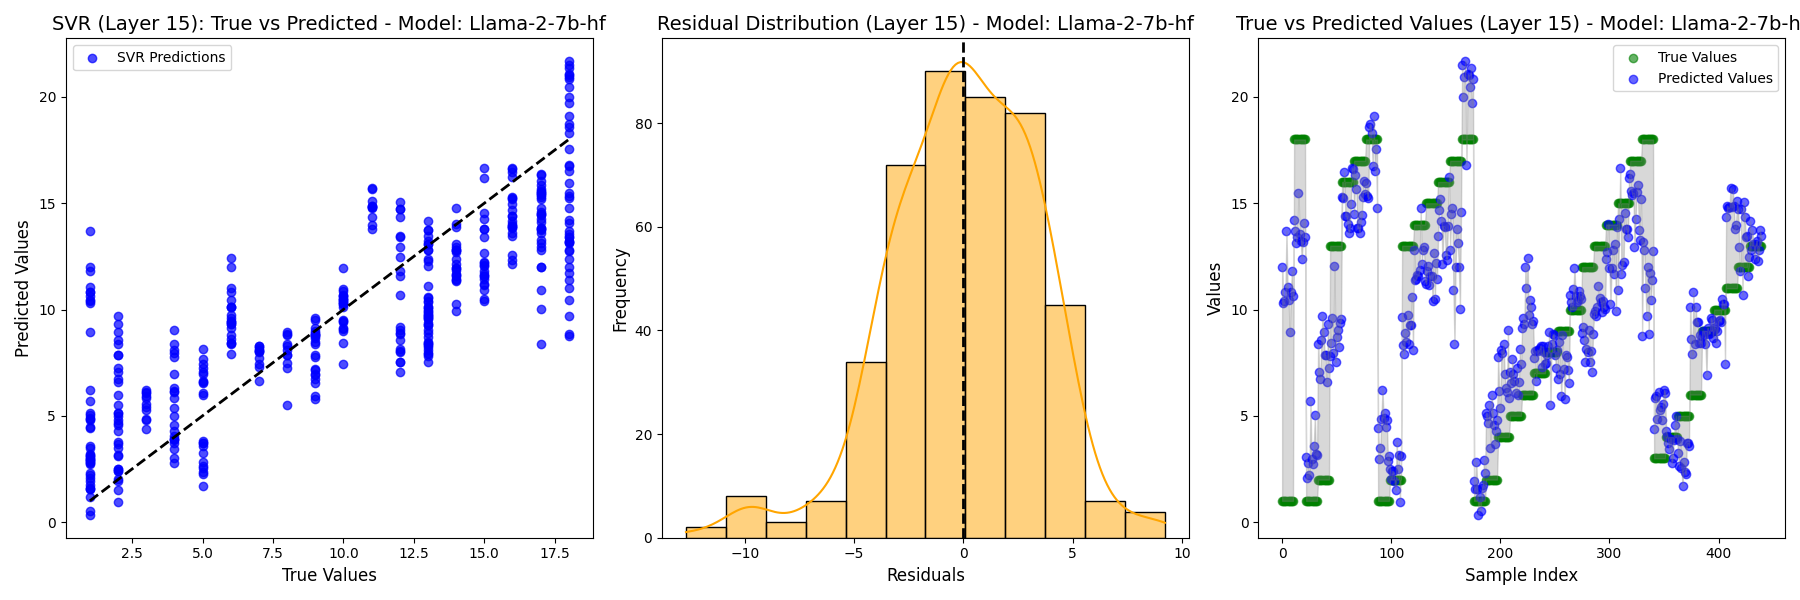 SVR (Layer 15): True vs Predicted - Model: Llama-2-7b-hf
SVR Predictions
Predicted Values
20
15
10
5
0
2.5 5.0 7.5 10.0 12.5 15.0 17.5
True Values
Residual Distribution (Layer 15) - Model: Llama-2-7b-hf
Frequency
80
60
40
20
0
−10 −5 0 5 10
Residuals
True vs Predicted Values (Layer 15) - Model: Llama-2-7b-h
True Values
Predicted Values
Values
20
15
10
5
0
0 100 200 300 400
Sample Index